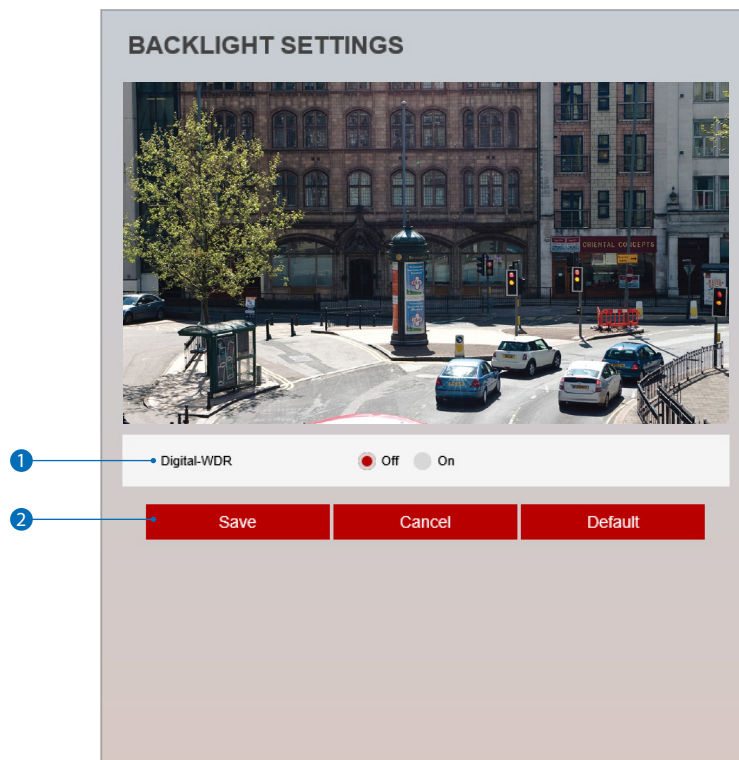 BACKLIGHT SETTINGS
ORIENTAL CONCEPTS
1
Digital-WDR
Off
On
2
Save
Cancel
Default